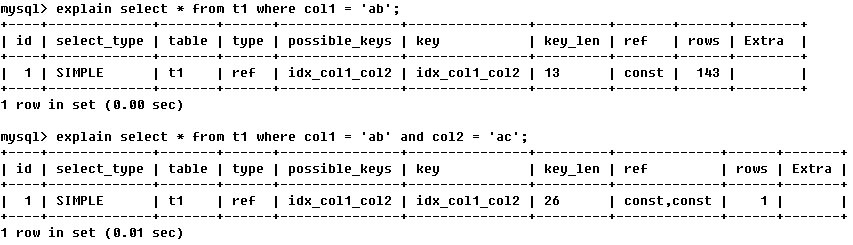 mysql> explain select * from t1 where col1 = 'ab';
+----+-------------+-------+------+---------------+---------------+---------+-------+------+-------+
| id | select_type | table | type | possible_keys | key           | key_len | ref   | rows | Extra |
+----+-------------+-------+------+---------------+---------------+---------+-------+------+-------+
|  1 | SIMPLE      | t1    | ref  | idx_col1_col2 | idx_col1_col2 | 13      | const |  143 |       |
+----+-------------+-------+------+---------------+---------------+---------+-------+------+-------+
1 row in set (0.00 sec)
mysql> explain select * from t1 where col1 = 'ab' and col2 = 'ac';
+----+-------------+-------+------+---------------+---------------+---------+-------------+------+-------+
| id | select_type | table | type | possible_keys | key           | key_len | ref         | rows | Extra |
+----+-------------+-------+------+---------------+---------------+---------+-------------+------+-------+
|  1 | SIMPLE      | t1    | ref  | idx_col1_col2 | idx_col1_col2 | 26      | const,const |    1 |       |
+----+-------------+-------+------+---------------+---------------+---------+-------------+------+-------+
1 row in set (0.01 sec)